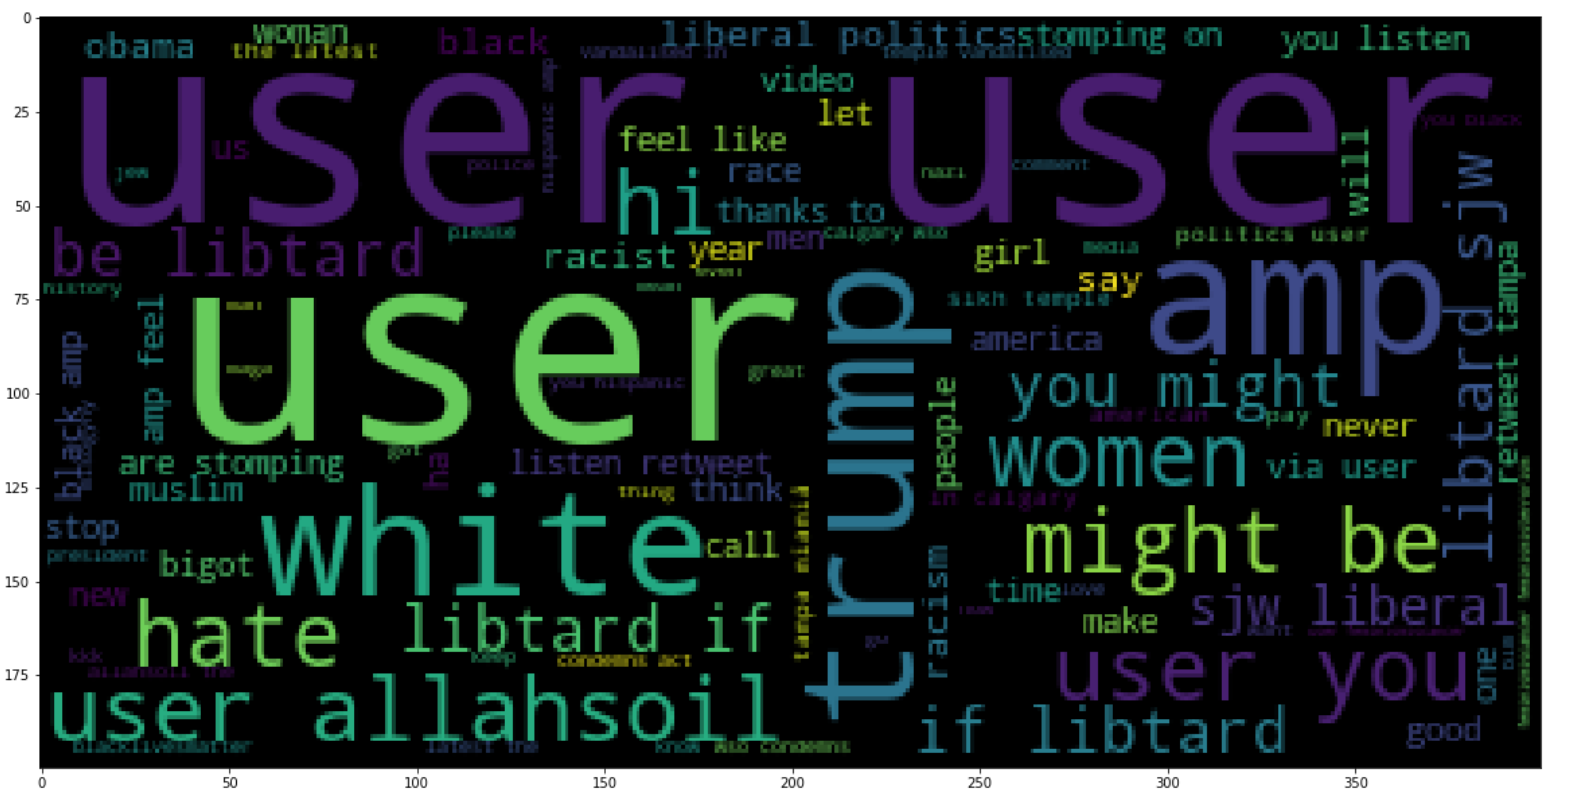 0
25
50
75
100
125
150
175
0
50
100
150
200
250
300
350
obama
woman
the latest
black
vandalised in
liberal politics
temple vandalised
stomping on
you listen
user
user
video
let
feel like
hispanic amp
us
police
jew
hi
race
thanks to
nazi
comment
you black
will
libtard sjw
be libtard
please
racist
year
men
calgary wso
girl
media
politics user
say
amp
history
user
sikh temple
america
retweet tampa
black amp
amp feel
maga
you hispanic
great
trump
people
you might
american
pay
never
got
are stomping
ha
listen retweet
women
via user
muslim
thing
think
in calgary
stop
white
call
tampa miami
might be
president
bigot
racism
time
love
new
hate
libtard if
make
sjw liberal
want
kkk
allahsoil the
keep
condemns act
user you
one
user allahsoil
if libtard
good
blacklivesmatter
latest the
know
wso condemns